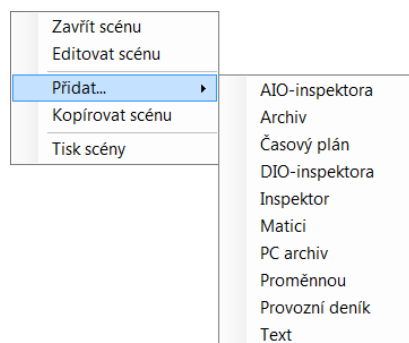 Zavřít scénu
Editovat scénu
Přidat...
Kopírovat scénu
Tisk scény
AIO-inspektora
Archiv
Časový plán
DIO-inspektora
Inspektor
Matici
PC archiv
Proměnnou
Provozní deník
Text